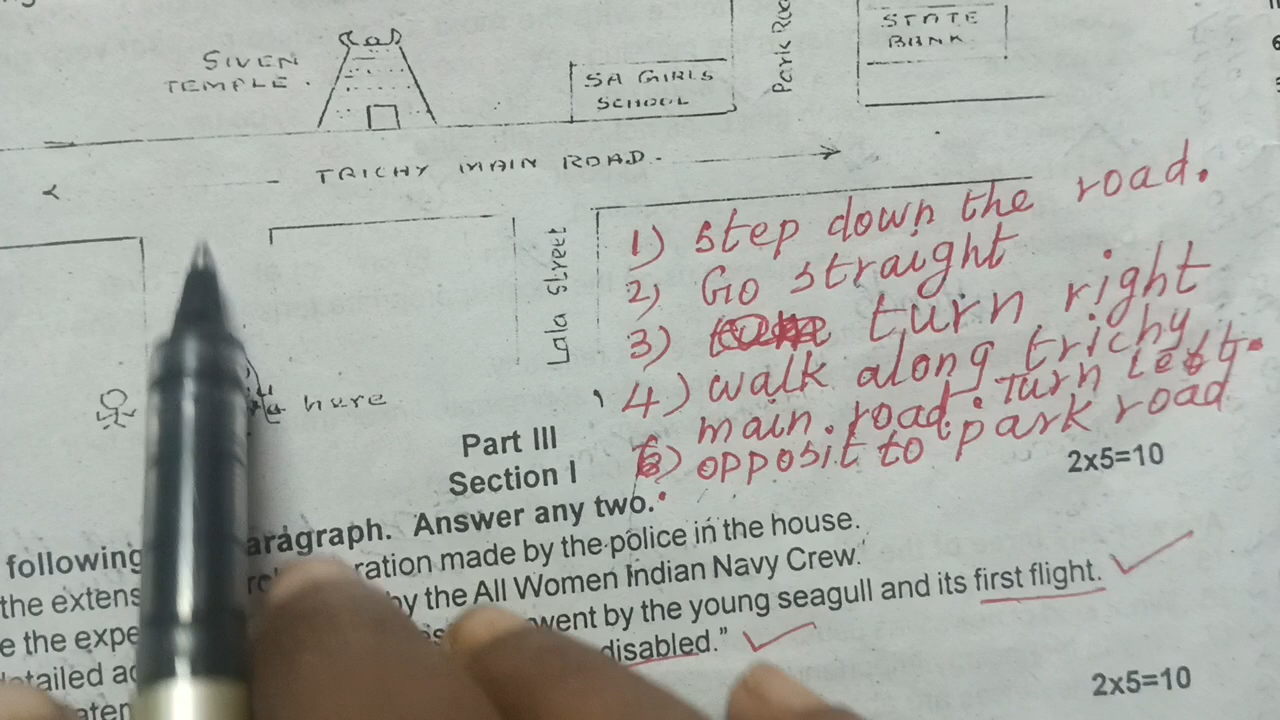 SIVEN
TEMPLE.
SA GIRLS
SCHOOL
Park
STATE
BANK
TRICHY MAIN ROAD.
Lala Street
here
1) Step down the road.
2) Go straight
3) turn right
4) walk along trichy
main road. Turn left.
5) opposit to park road
Part III
Section I
2x5=10
following aragraph. Answer any two.
ration made by the police in the house.
the extens by the All Women Indian Navy Crew.
e the expe went by the young seagull and its first flight.
etailed ac disabled."
2x5=10